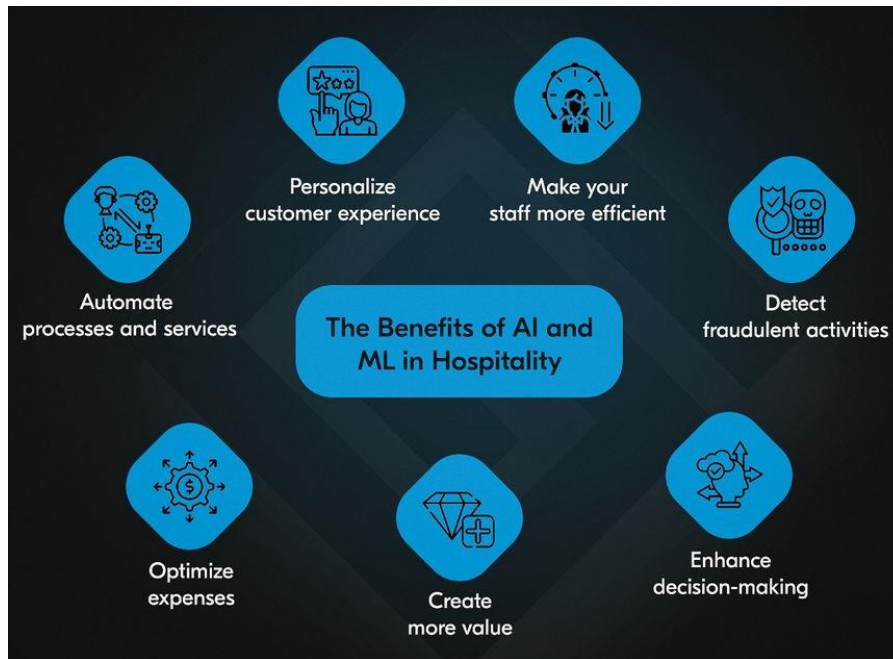 Personalize
customer experience
Make your
staff more efficient
Automate
processes and services
Detect
fraudulent activities
The Benefits of AI and
ML in Hospitality
Optimize
expenses
Create
more value
Enhance
decision-making